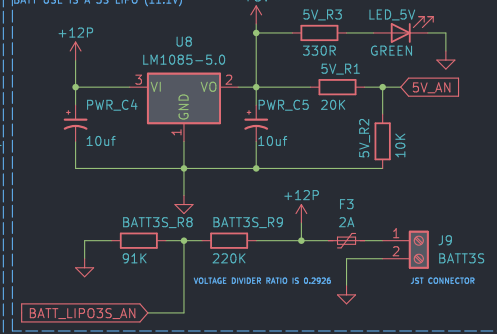 BATT USE IS A 3S LIPO (11.1V)
+12P
5V_R3
LED_5V
330R
GREEN
U8
LM1085-5.0
3
VI
VO
2
GND
1
PWR_C4
10uf
PWR_C5
10uf
5V_R1
20K
5V_AN
5V_R2
10K
+12P
F3
2A
BATT3S_R8
91K
BATT3S_R9
220K
1
2
J9
BATT3S
VOLTAGE DIVIDER RATIO IS 0.2926
JST CONNECTOR
BATT_LIPO3S_AN